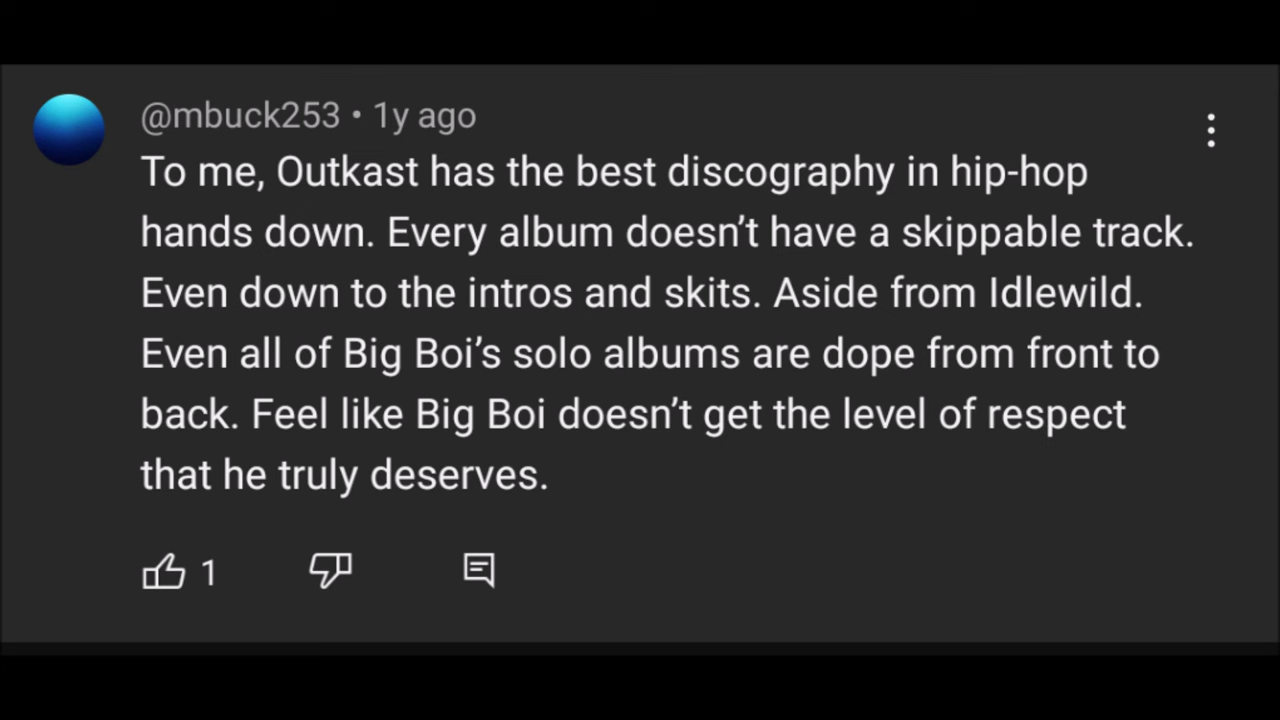 @mbuck253 • 1y ago
To me, Outkast has the best discography in hip-hop
hands down. Every album doesn’t have a skippable track.
Even down to the intros and skits. Aside from Idlewild.
Even all of Big Boi’s solo albums are dope from front to
back. Feel like Big Boi doesn’t get the level of respect
that he truly deserves.
1